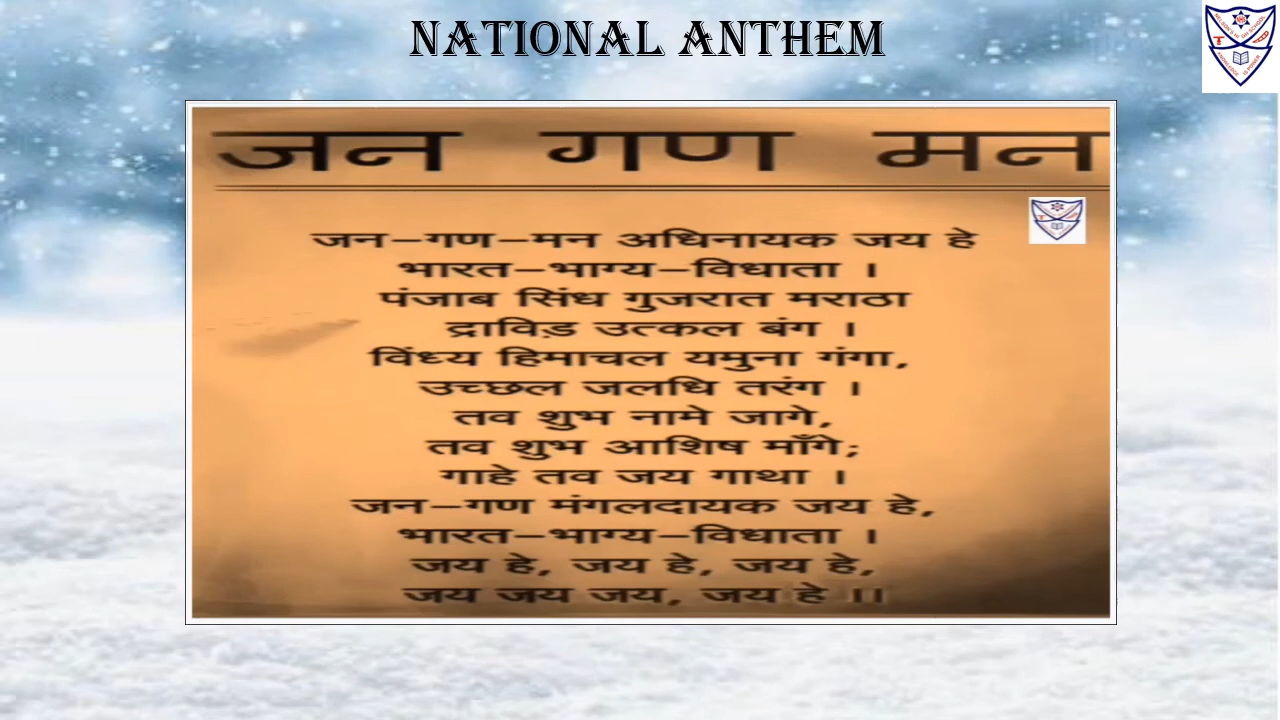 NATIONAL ANTHEM
जन गण मन
जन–गण–मन अधिनायक जय हे
भारत–भाग्य–विधाता ।
पंजाब सिंध गुजरात मराठा
द्राविड़ उत्कल बंग ।
विंध्य हिमाचल यमुना गंगा,
उच्छल जलधि तरंग ।
तव शुभ नामे जागे,
तव शुभ आशिष माँगे;
गाहे तव जय गाथा ।
जन–गण मंगलदायक जय हे,
भारत–भाग्य–विधाता ।
जय हे, जय हे, जय हे,
जय जय जय, जय हे ।।